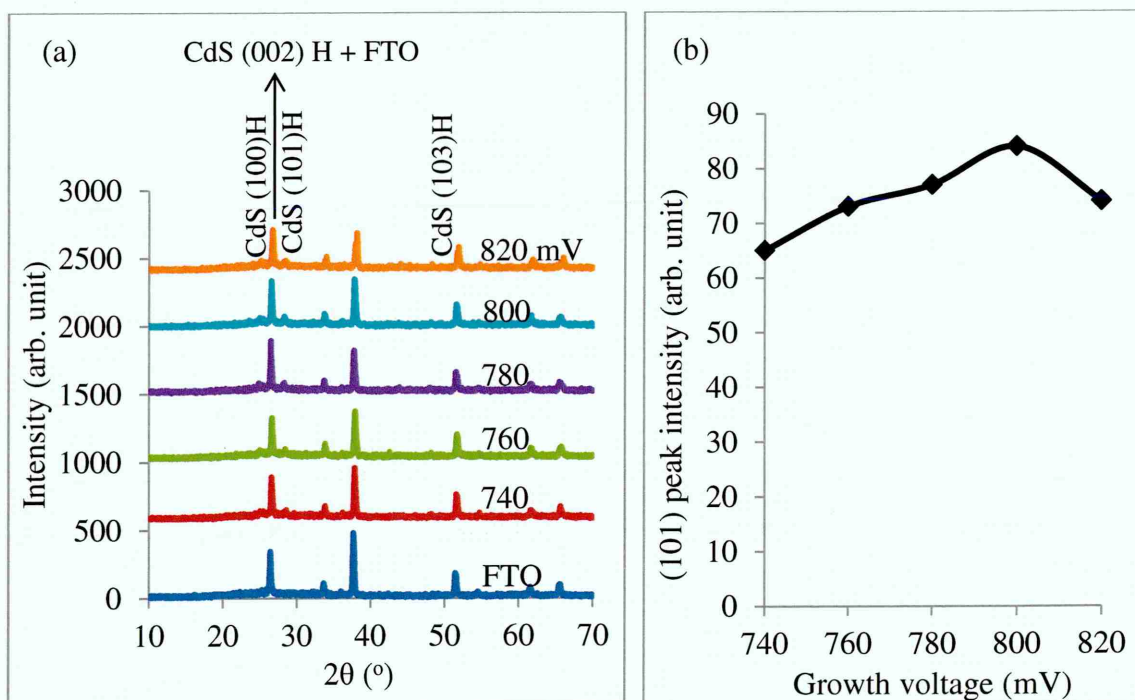 (a)
CdS (002) H + FTO
CdS (100)H
CdS (101)H
CdS (103)H
3000
2500
2000
1500
1000
500
0
820 mV
800
780
760
740
FTO
10
20
30
40
50
60
70
2θ (º)
Intensity (arb. unit)
(b)
90
80
70
60
50
40
30
20
10
0
740
760
780
800
820
Growth voltage (mV)
(101) peak intensity (arb. unit)